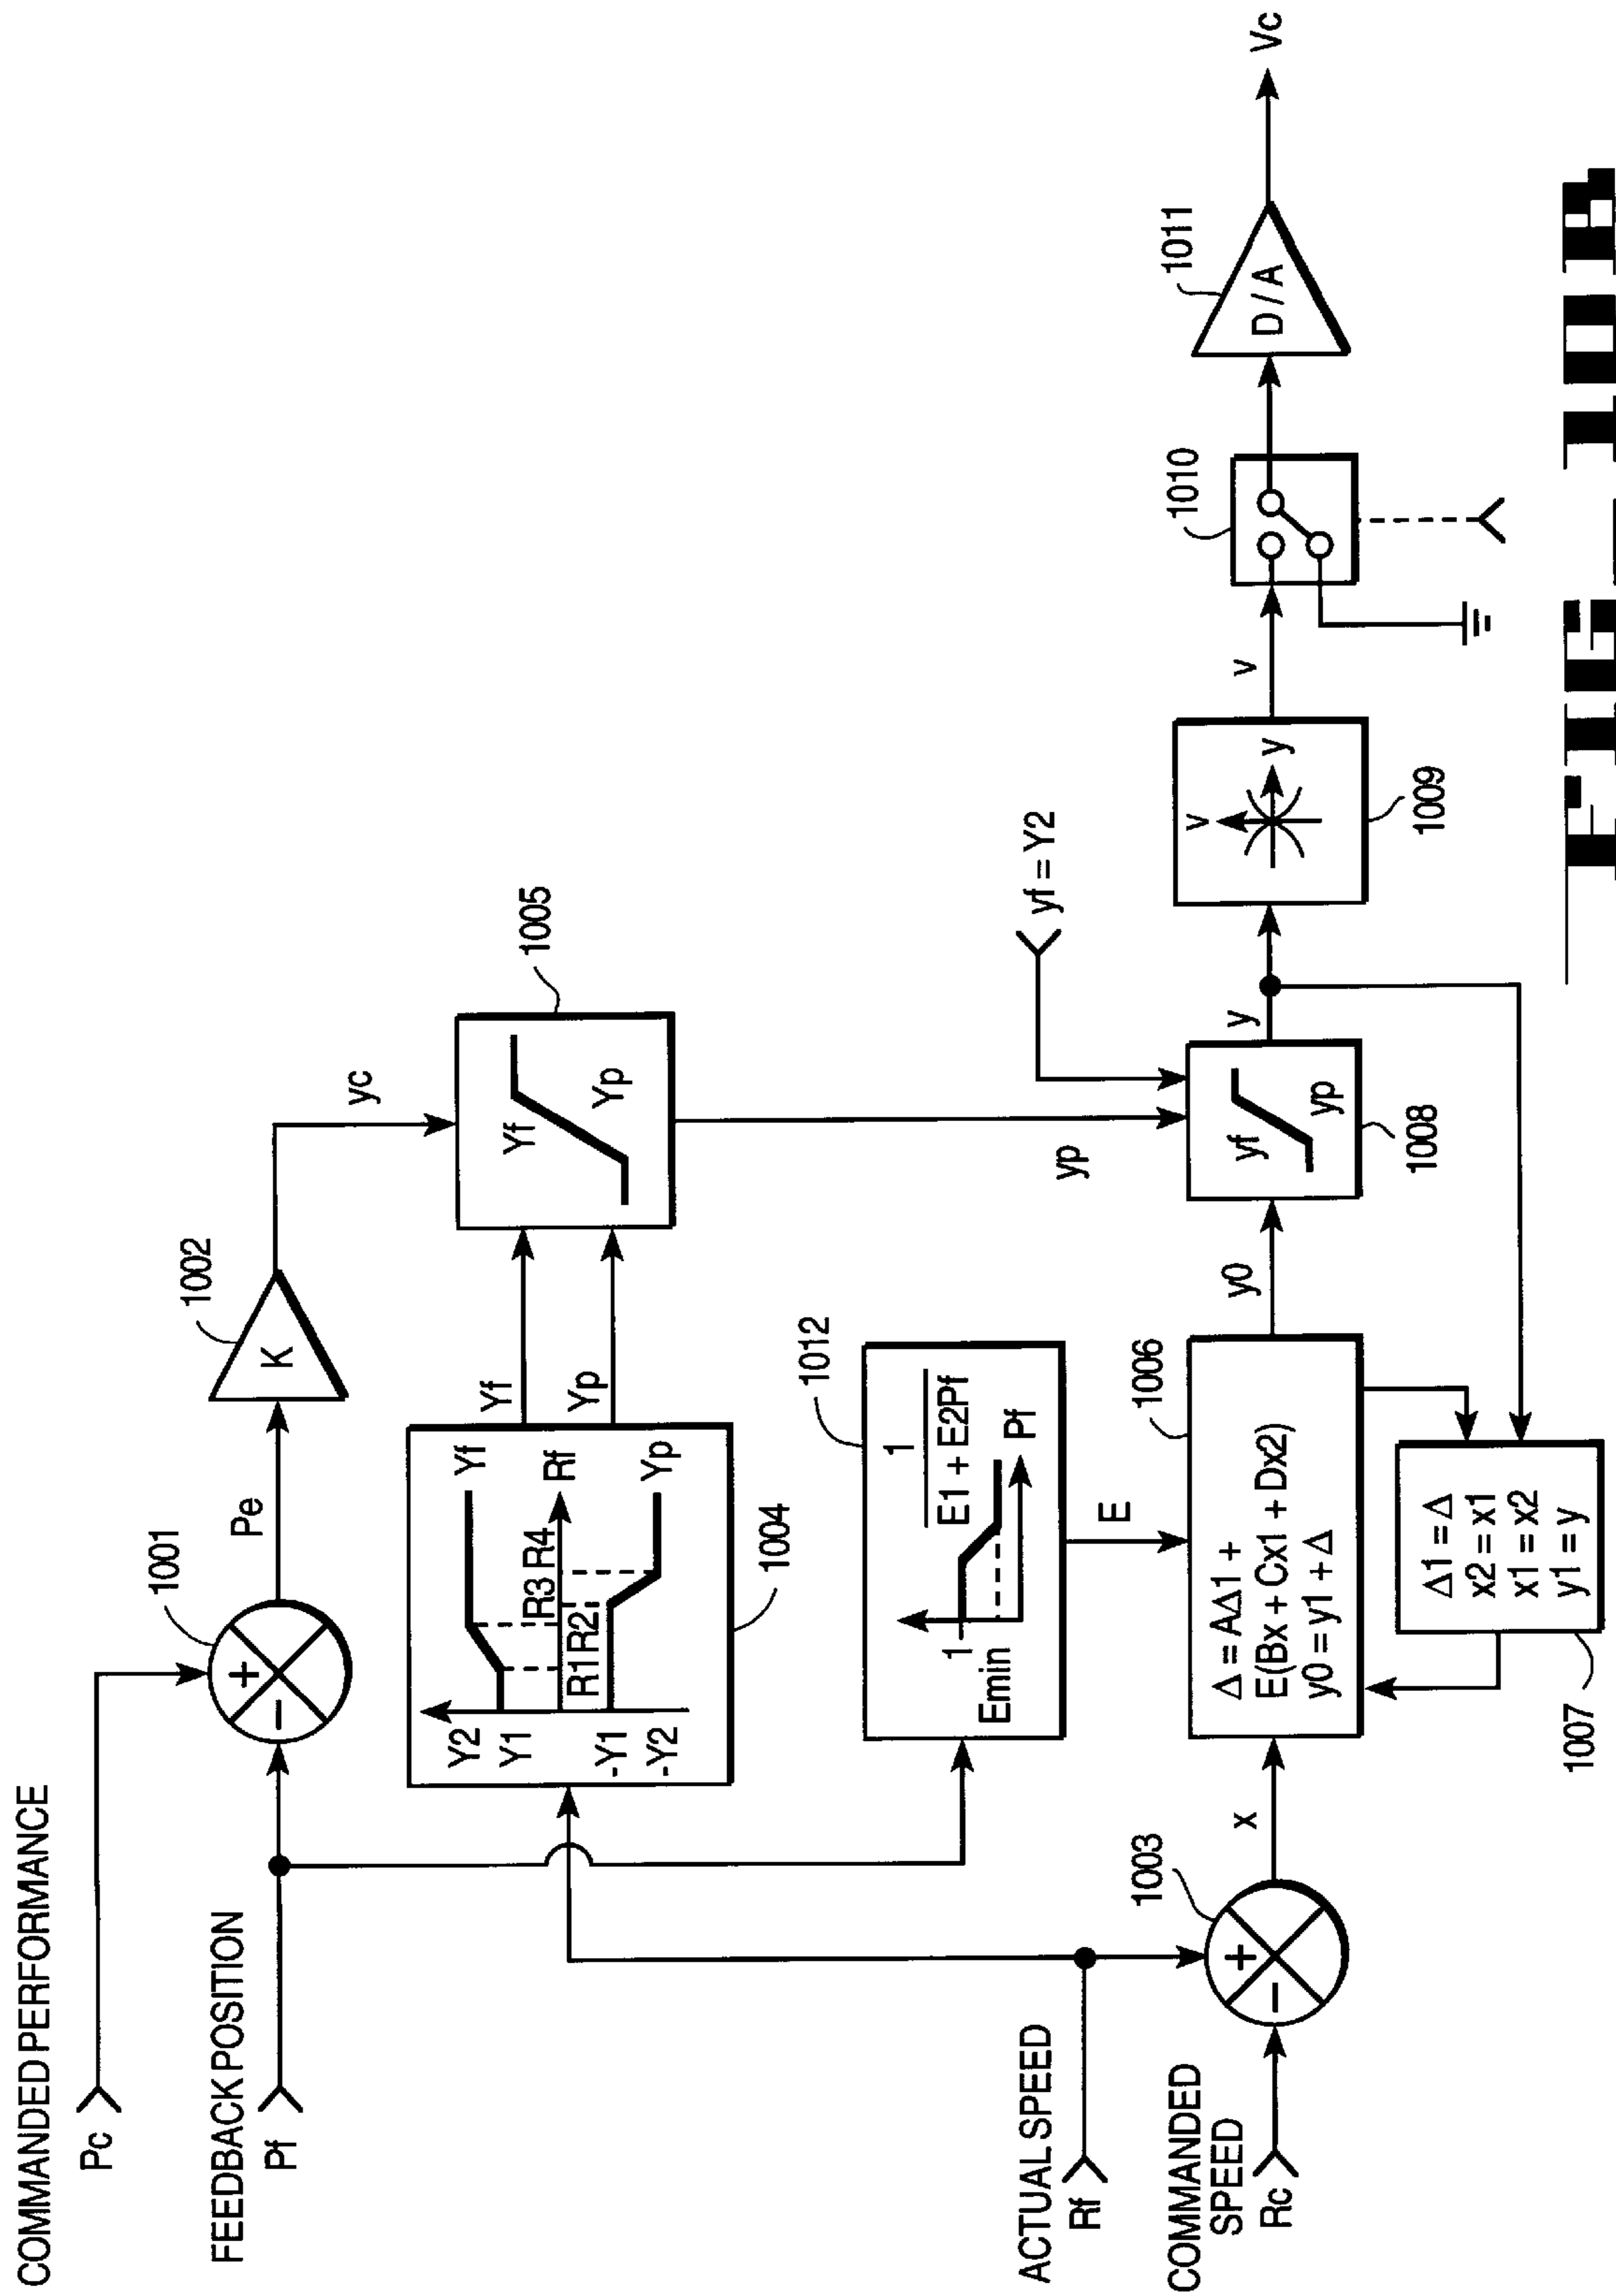 COMMANDED PERFORMANCE
Pc
FEEDBACK POSITION
Pf
1001
+
-
Pe
1002
K
yc
1005
Yf
Yp
Yf
Yp
Y2
Y1
-Y1
-Y2
R1R2
R3 R4
Rf
Yf
Yp
1004
1012
1
E1 + E2Pf
1
Emin
Pf
E
ACTUAL SPEED
Rf
COMMANDED
SPEED
Rc
1003
+
-
x
1006
Δ = AΔ1 +
E(Bx + Cx1 + Dx2)
y0 = y1 + Δ
1007
Δ1 = Δ
x2 = x1
x1 = x2
y1 = y
y0
yp
yf = Y2
yf
yp
1008
y
v
y
1009
v
1010
1011
D / A
Vc